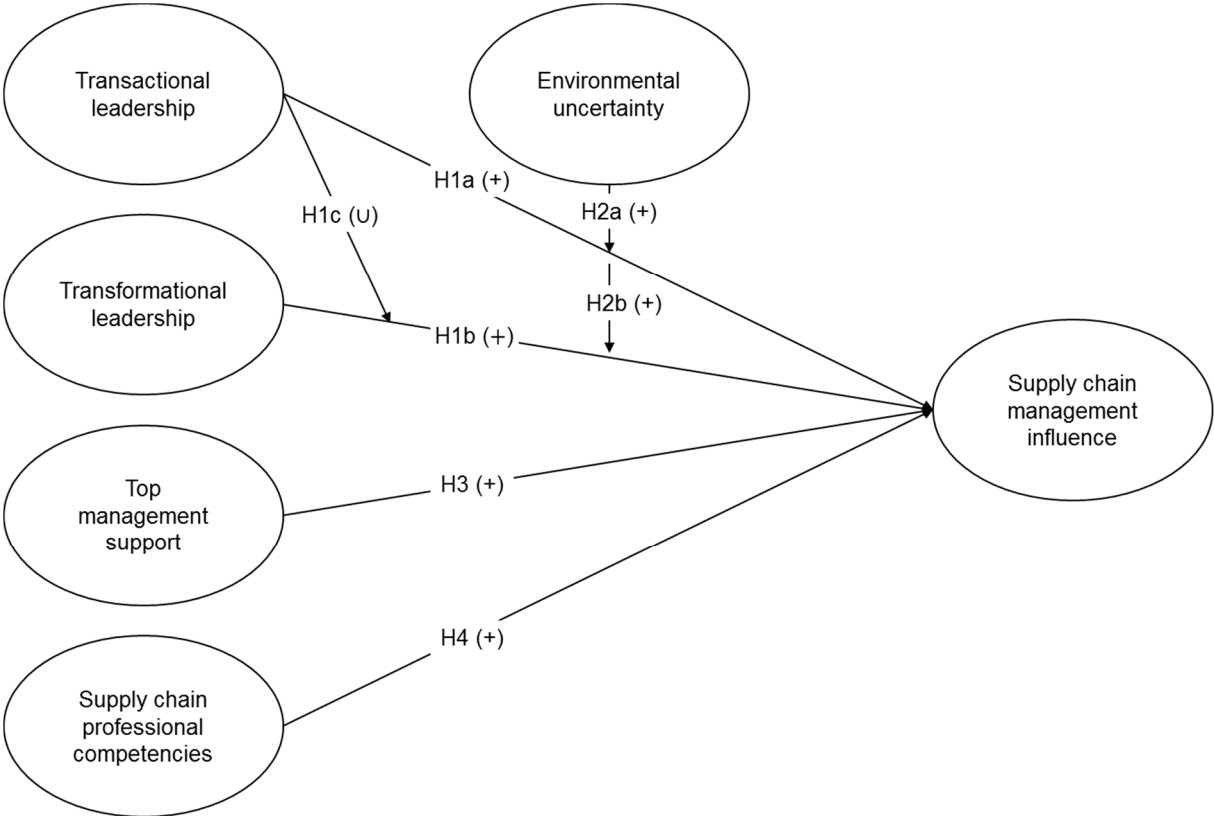 Transactional
leadership
Environmental
uncertainty
H1a (+)
H1c (∪)
H2a (+)
Transformational
leadership
H2b (+)
H1b (+)
Supply chain
management
influence
Top
management
support
H3 (+)
H4 (+)
Supply chain
professional
competencies